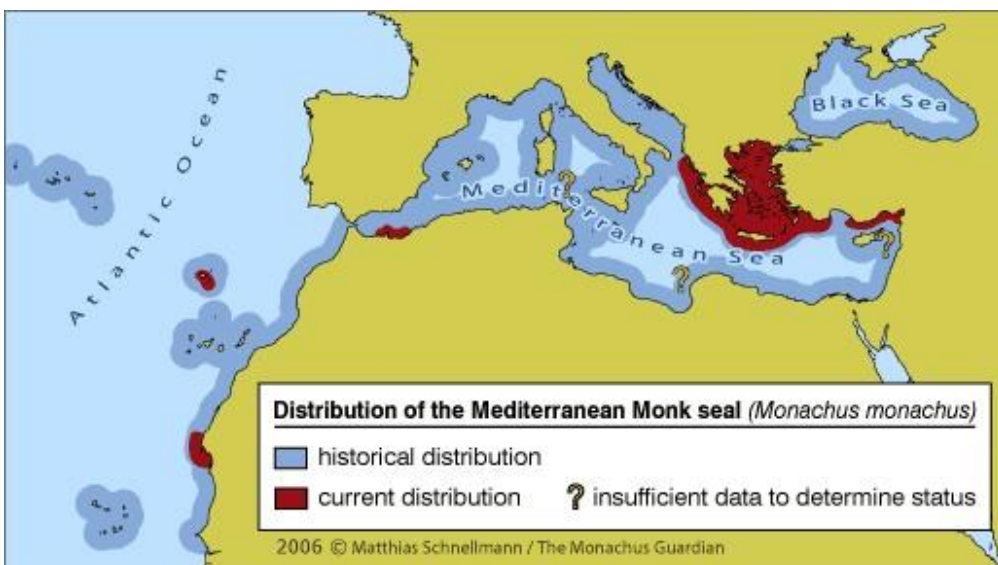 Atlantic Ocean
Black Sea
Mediterranean Sea
?
?
?
Distribution of the Mediterranean Monk seal (Monachus monachus)
historical distribution
current distribution
? insufficient data to determine status
2006 © Matthias Schnellmann / The Monachus Guardian